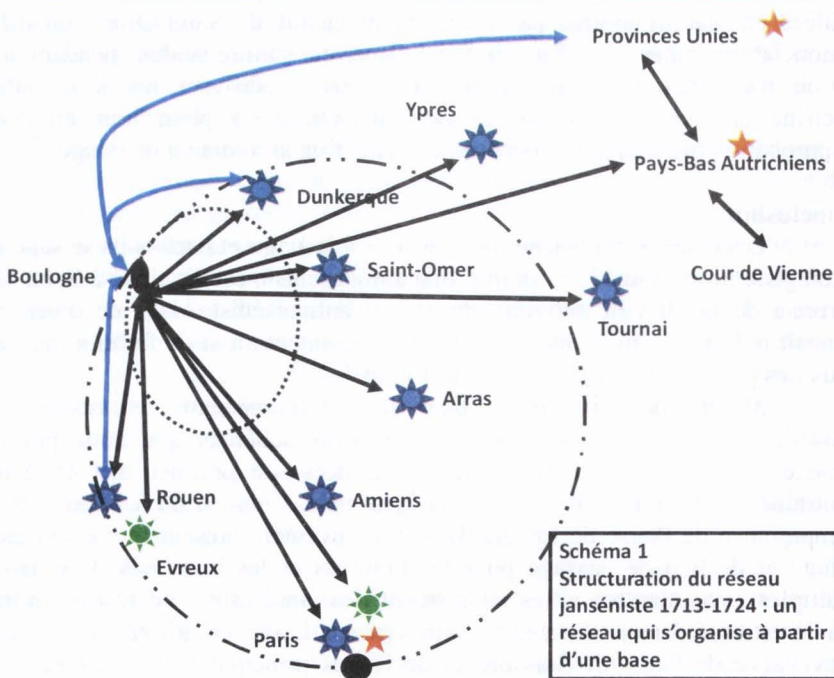 Provinces Unies
Ypres
Pays-Bas Autrichiens
Dunkerque
Boulogne
Saint-Omer
Cour de Vienne
Tournai
Arras
Rouen
Amiens
Evreux
Paris
Schéma 1
Structuration du réseau
janséniste 1713-1724 : un
réseau qui s'organise à partir
d'une base